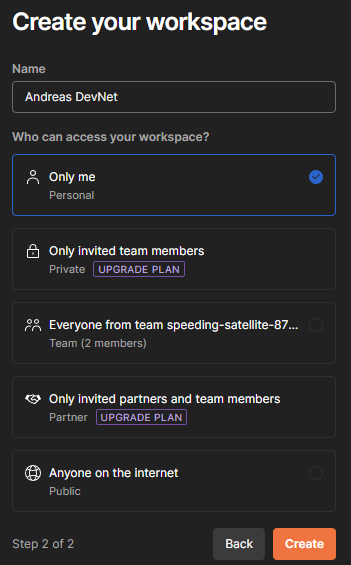 Create your workspace
Name
Andreas DevNet
Who can access your workspace?
Only me
Personal
Only invited team members
Private UPGRADE PLAN
Everyone from team speeding-satellite-87...
Team (2 members)
Only invited partners and team members
Partner UPGRADE PLAN
Anyone on the internet
Public
Step 2 of 2 Back Create